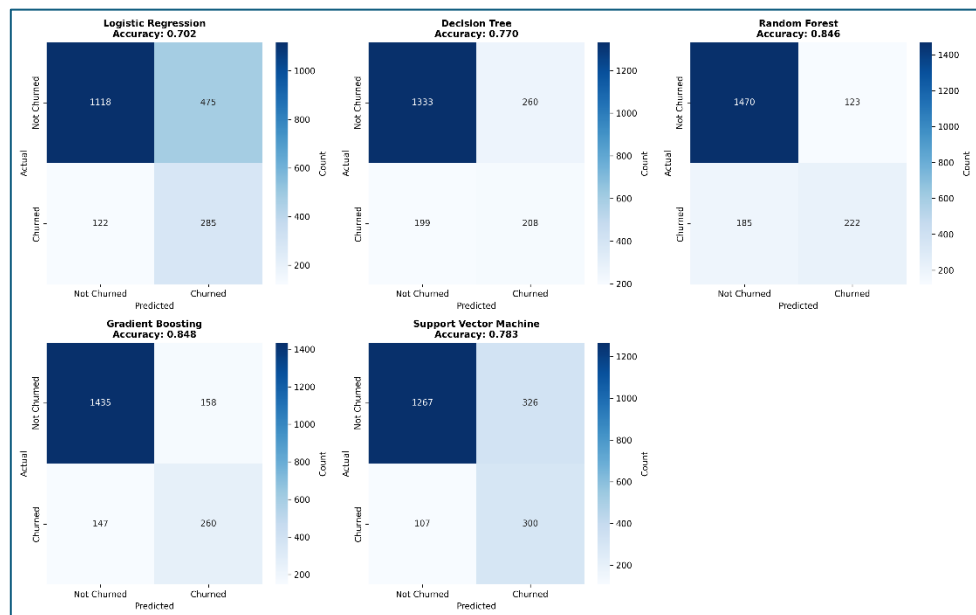 Logistic Regression
Accuracy: 0.702
Not Churned
Churned
Actual
1118
475
122
285
Not Churned
Churned
Predicted
1000
800
600
400
200
Count
Decision Tree
Accuracy: 0.770
Not Churned
Churned
Actual
1333
260
199
208
Not Churned
Churned
Predicted
1200
1000
800
600
400
200
Count
Random Forest
Accuracy: 0.846
Not Churned
Churned
Actual
1470
123
185
222
Not Churned
Churned
Predicted
1400
1200
1000
800
600
400
200
Count
Gradient Boosting
Accuracy: 0.848
Not Churned
Churned
Actual
1435
158
147
260
Not Churned
Churned
Predicted
1400
1200
1000
800
600
400
200
Count
Support Vector Machine
Accuracy: 0.783
Not Churned
Churned
Actual
1267
326
107
300
Not Churned
Churned
Predicted
1200
1000
800
600
400
200
Count